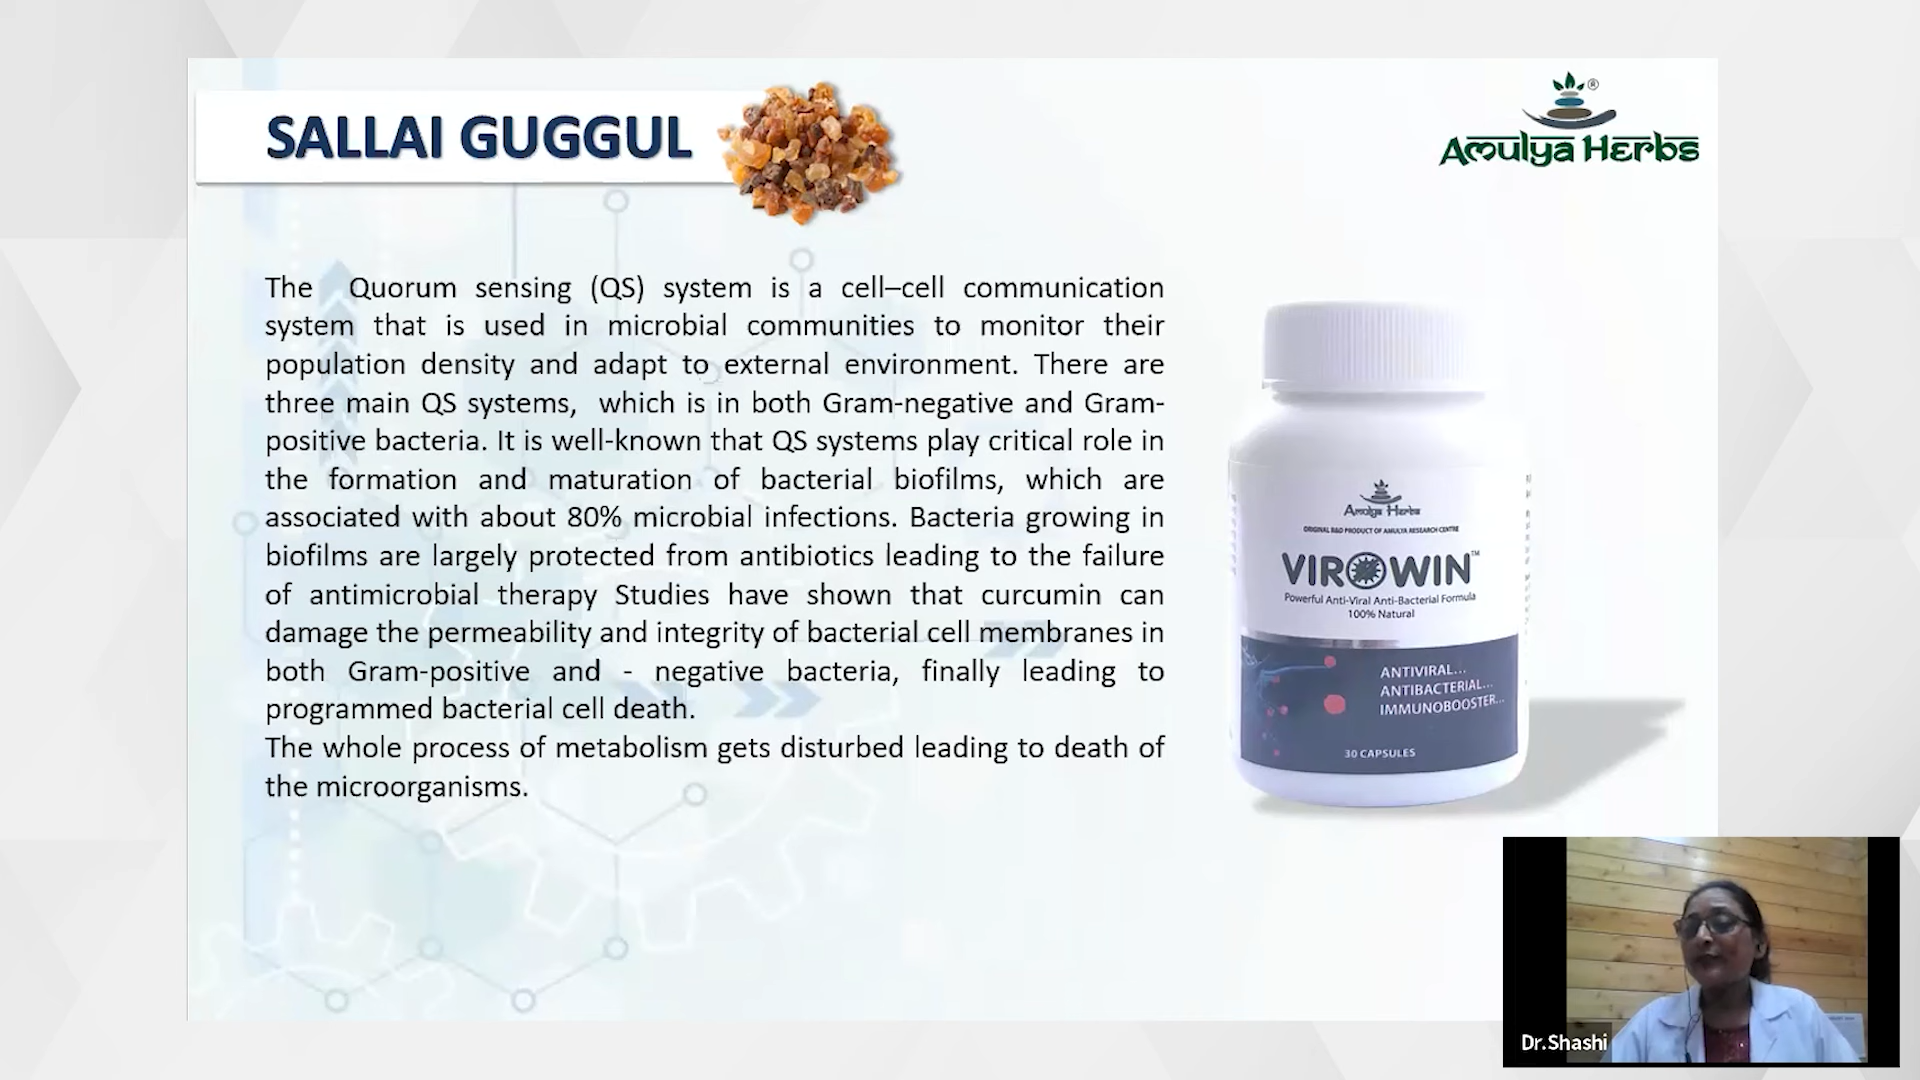 SALLAI GUGGUL
®
Amulya Herbs
The Quorum sensing (QS) system is a cell–cell communication
system that is used in microbial communities to monitor their
population density and adapt to external environment. There are
three main QS systems, which is in both Gram-negative and Gram-
positive bacteria. It is well-known that QS systems play critical role in
the formation and maturation of bacterial biofilms, which are
associated with about 80% microbial infections. Bacteria growing in
biofilms are largely protected from antibiotics leading to the failure
of antimicrobial therapy Studies have shown that curcumin can
damage the permeability and integrity of bacterial cell membranes in
both Gram-positive and - negative bacteria, finally leading to
programmed bacterial cell death.
The whole process of metabolism gets disturbed leading to death of
the microorganisms.
Amulya Herbs
ORIGINAL R&D PRODUCT OF AMULYA RESEARCH CENTRE
VIROWIN™
Powerful Anti-Viral Anti-Bacterial Formula
100% Natural
ANTIVIRAL...
ANTIBACTERIAL...
IMMUNOBOOSTER...
30 CAPSULES
Dr.Shashi